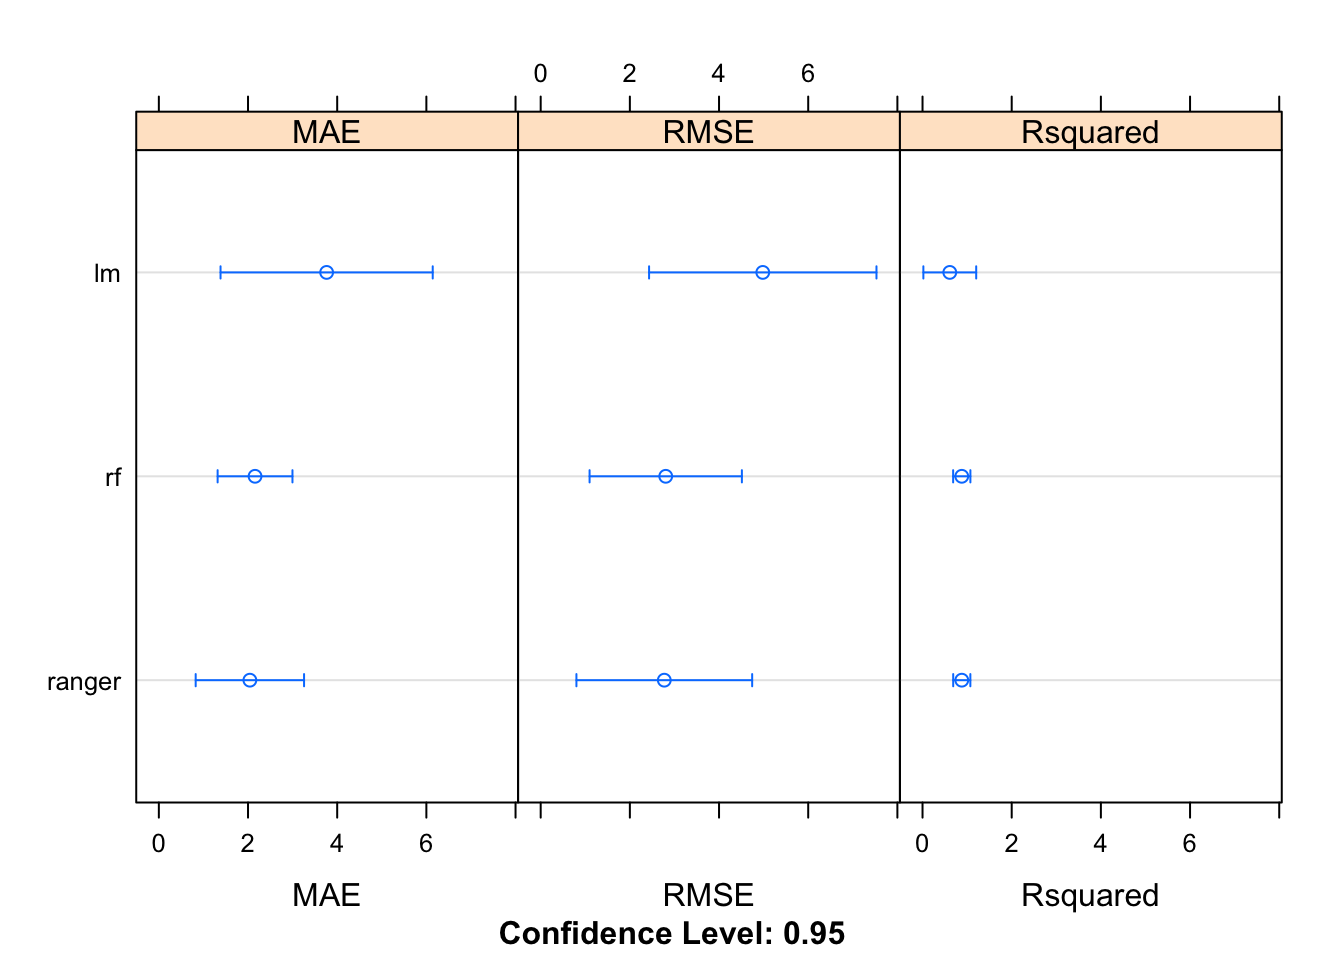 0 2 4 6
MAE RMSE Rsquared
lm
rf
ranger
0 2 4 6 0 2 4 6
MAE RMSE Rsquared
Confidence Level: 0.95